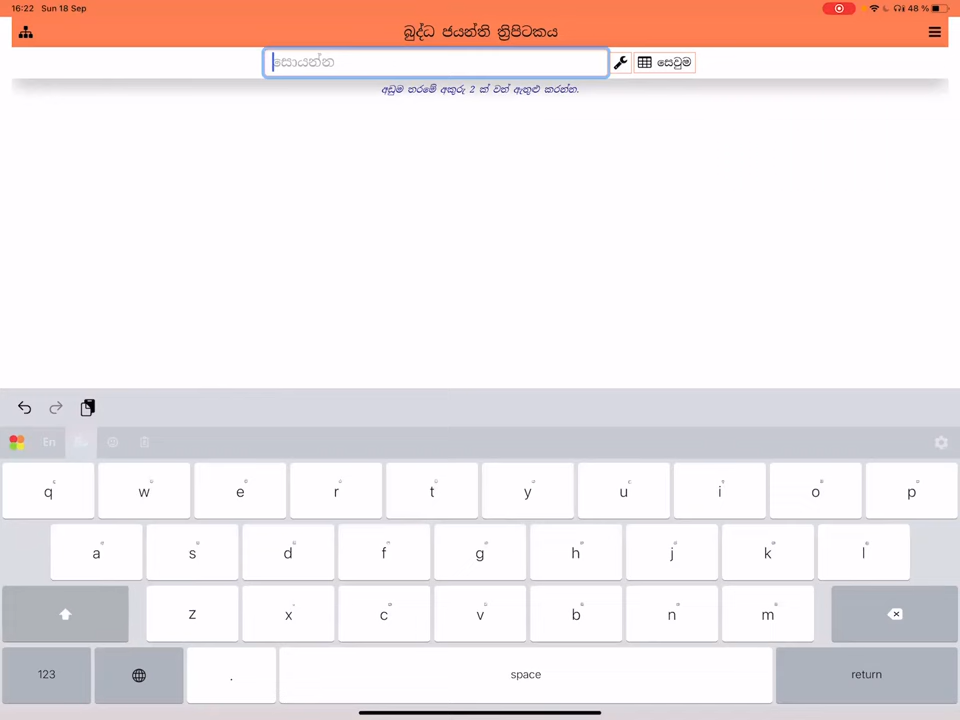 16:22 Sun 18 Sep 48 %
බුද්ධ ජයන්ති ත්‍රිපිටකය
සොයන්න සෙවුම
අඩුම තරමේ අකුරු 2 ක් වත් ඇතුළු කරන්න.
En
q w e r t y u i o p
a s d f g h j k l
z x c v b n m
123 . space return